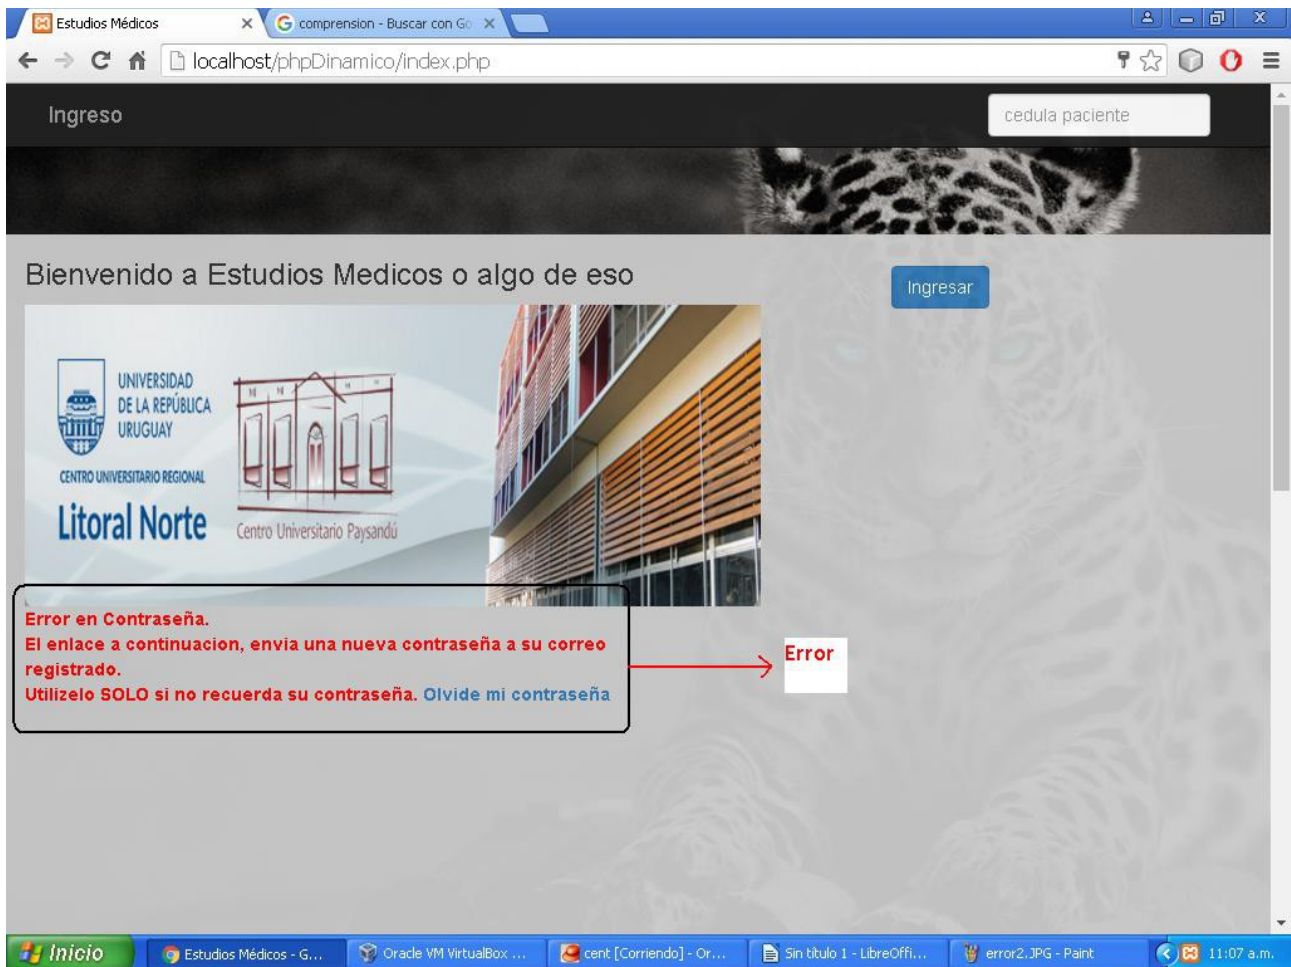 Estudios Médicos
comprension - Buscar con Go
localhost/phpDinamico/index.php
Ingreso
cedula paciente
Bienvenido a Estudios Medicos o algo de eso
Ingresar
UNIVERSIDAD
DE LA REPÚBLICA
URUGUAY
CENTRO UNIVERSITARIO REGIONAL
Litoral Norte
Centro Universitario Paysandú
Error en Contraseña.
El enlace a continuacion, envia una nueva contraseña a su correo
registrado.
Utilizelo SOLO si no recuerda su contraseña. Olvide mi contraseña
Error
Inicio
Estudios Médicos - G...
Oracle VM VirtualBox ...
cent [Corriendo] - Or...
Sin título 1 - LibreOffi...
error2.JPG - Paint
11:07 a.m.